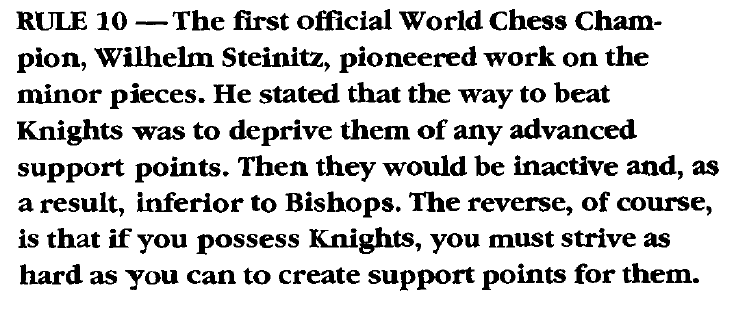 RULE 10 — The first official World Chess Cham-
pion, Wilhelm Steinitz, pioneered work on the
minor pieces. He stated that the way to beat
Knights was to deprive them of any advanced
support points. Then they would be inactive and, as
a result, inferior to Bishops. The reverse, of course,
is that if you possess Knights, you must strive as
hard as you can to create support points for them.